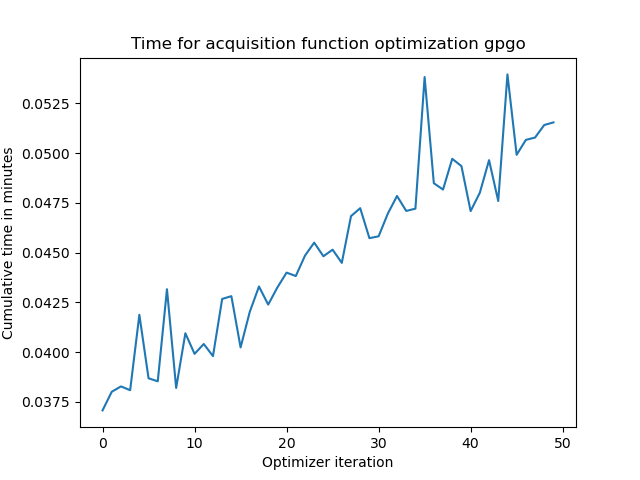 Time for acquisition function optimization gpgo
Cumulative time in minutes
0.0525
0.0500
0.0475
0.0450
0.0425
0.0400
0.0375
0 10 20 30 40 50
Optimizer iteration